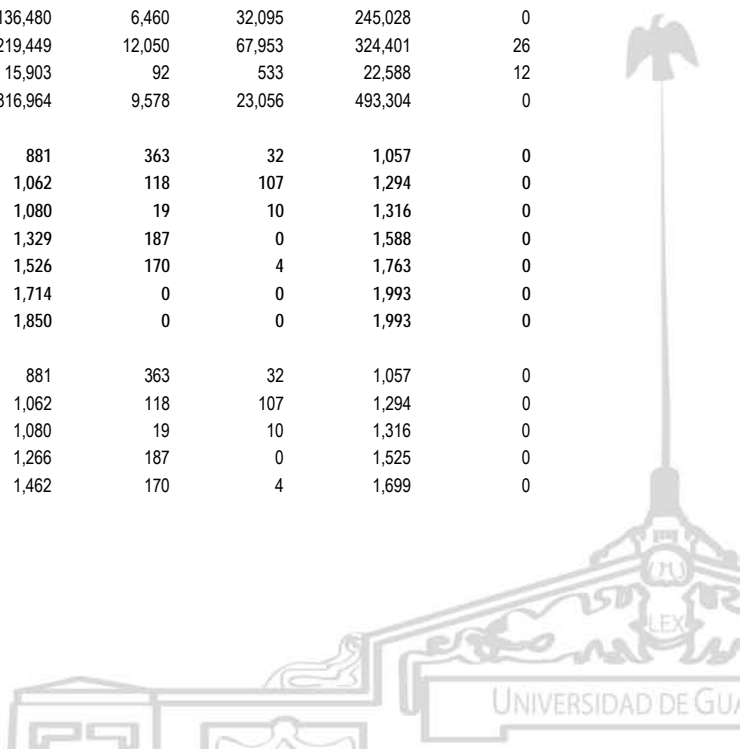 136,480 6,460 32,095 245,028 0
219,449 12,050 67,953 324,401 26
15,903 92 533 22,588 12
316,964 9,578 23,056 493,304 0
881 363 32 1,057 0
1,062 118 107 1,294 0
1,080 19 10 1,316 0
1,329 187 0 1,588 0
1,526 170 4 1,763 0
1,714 0 0 1,993 0
1,850 0 0 1,993 0
881 363 32 1,057 0
1,062 118 107 1,294 0
1,080 19 10 1,316 0
1,266 187 0 1,525 0
1,462 170 4 1,699 0
LEX
UNIVERSIDAD DE GUA